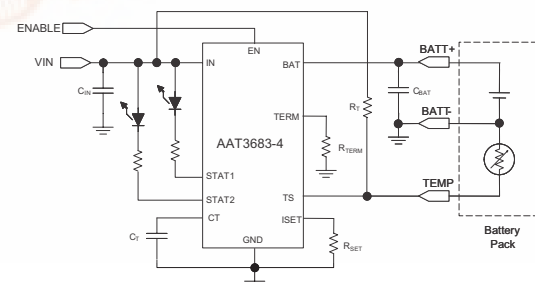 ENABLE
VIN
EN
IN
BAT
BATT+
CIN
CBAT
RT
BATT-
TERM
AAT3683-4
RTERM
STAT1
TEMP
STAT2
TS
CT
CT
ISET
GND
RSET
Battery
Pack